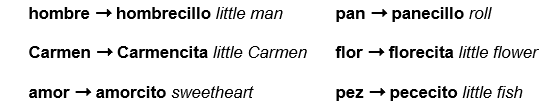 hombre → hombrecillo little man pan → panecillo roll
Carmen → Carmencita little Carmen flor → florecita little flower
amor → amorcito sweetheart pez → pececito little fish